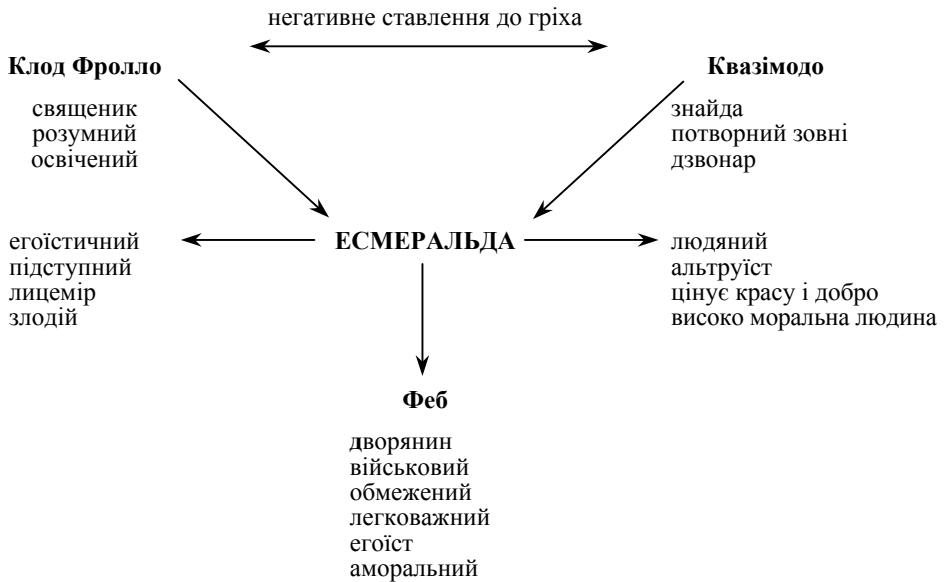 негативне ставлення до гріха
Клод Фролло
Квазімодо
священик
розумний
освічений
знайда
потворний зовні
дзвонар
ЕСМЕРАЛЬДА
егоїстичний
підступний
лицемір
злодій
людяний
альтруїст
цінує красу і добро
високо моральна людина
Феб
дворянин
військовий
обмежений
легковажний
егоїст
аморальний